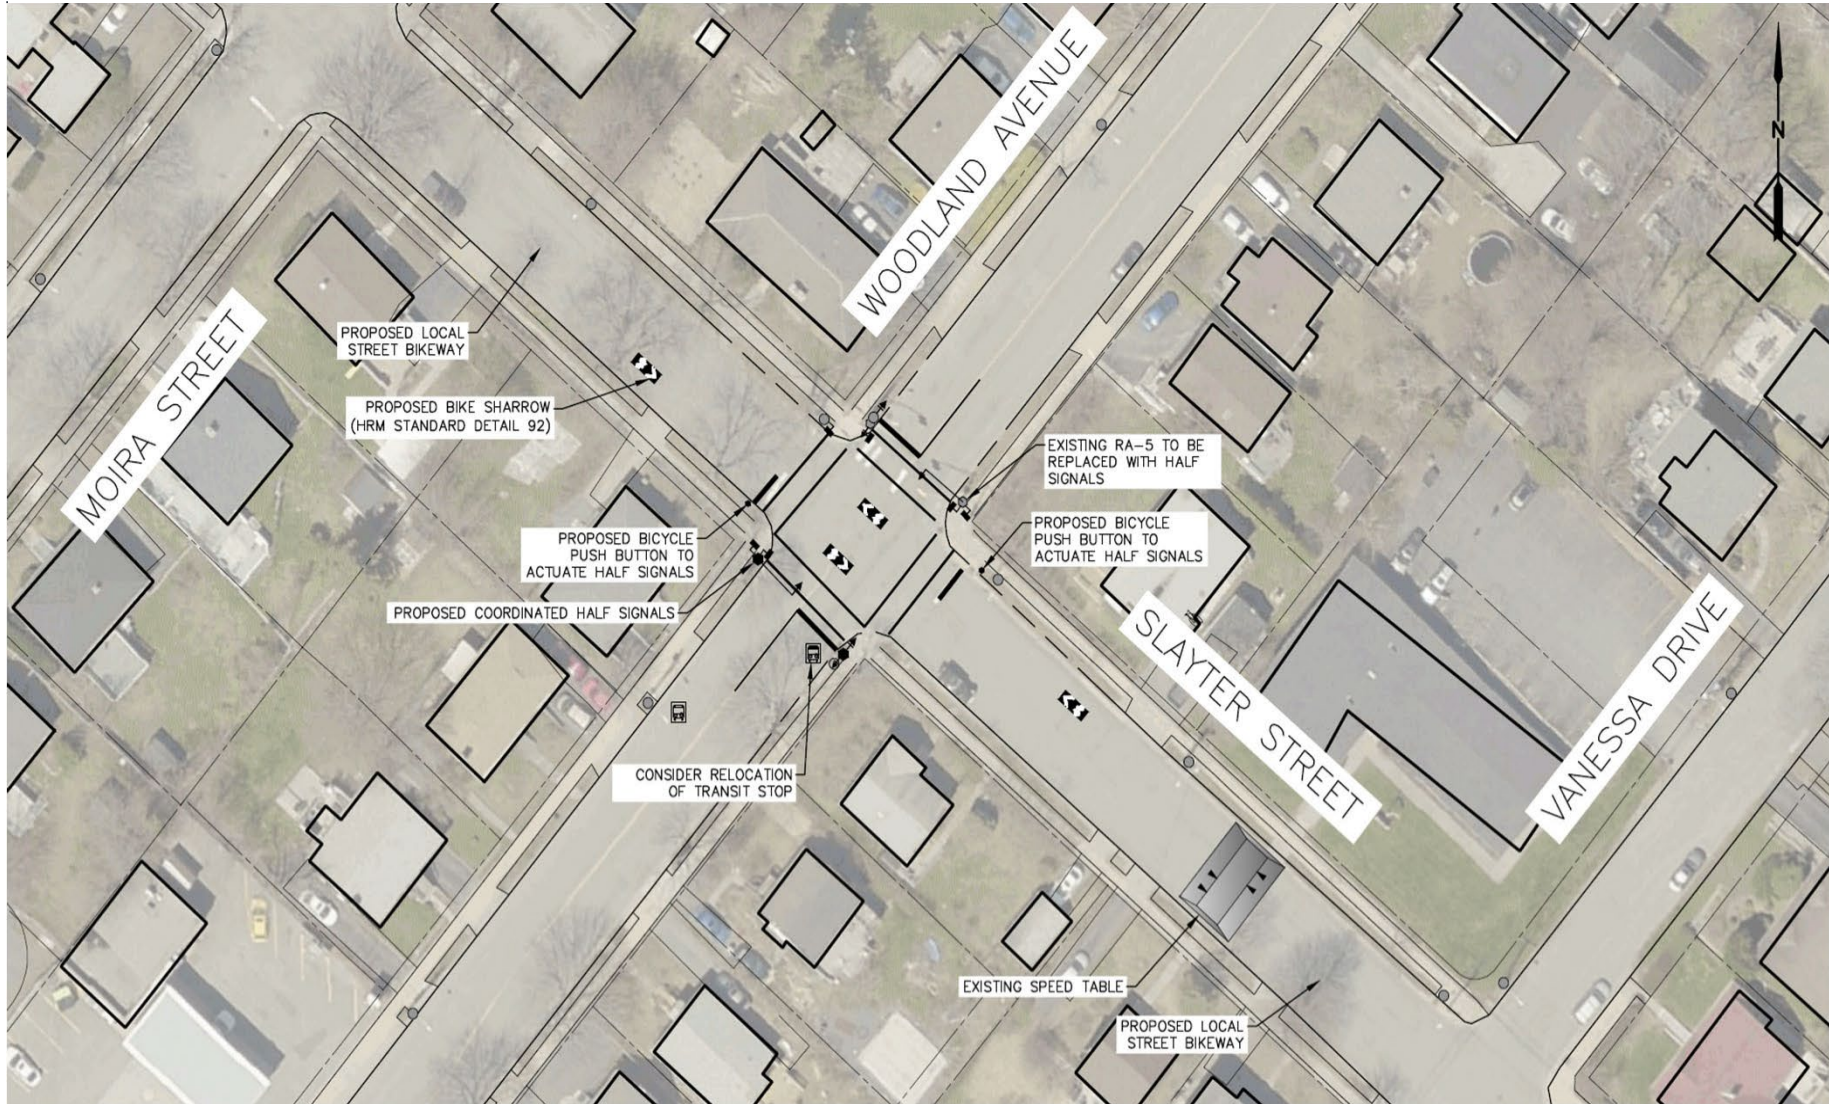 WOODLAND AVENUE
N
MOIRA STREET
PROPOSED LOCAL
STREET BIKEWAY
PROPOSED BIKE SHARROW
(HRM STANDARD DETAIL 92)
EXISTING RA-5 TO BE
REPLACED WITH HALF
SIGNALS
PROPOSED BICYCLE
PUSH BUTTON TO
ACTUATE HALF SIGNALS
PROPOSED BICYCLE
PUSH BUTTON TO
ACTUATE HALF SIGNALS
PROPOSED COORDINATED HALF SIGNALS
SLAYTER STREET
VANESSA DRIVE
CONSIDER RELOCATION
OF TRANSIT STOP
EXISTING SPEED TABLE
PROPOSED LOCAL
STREET BIKEWAY